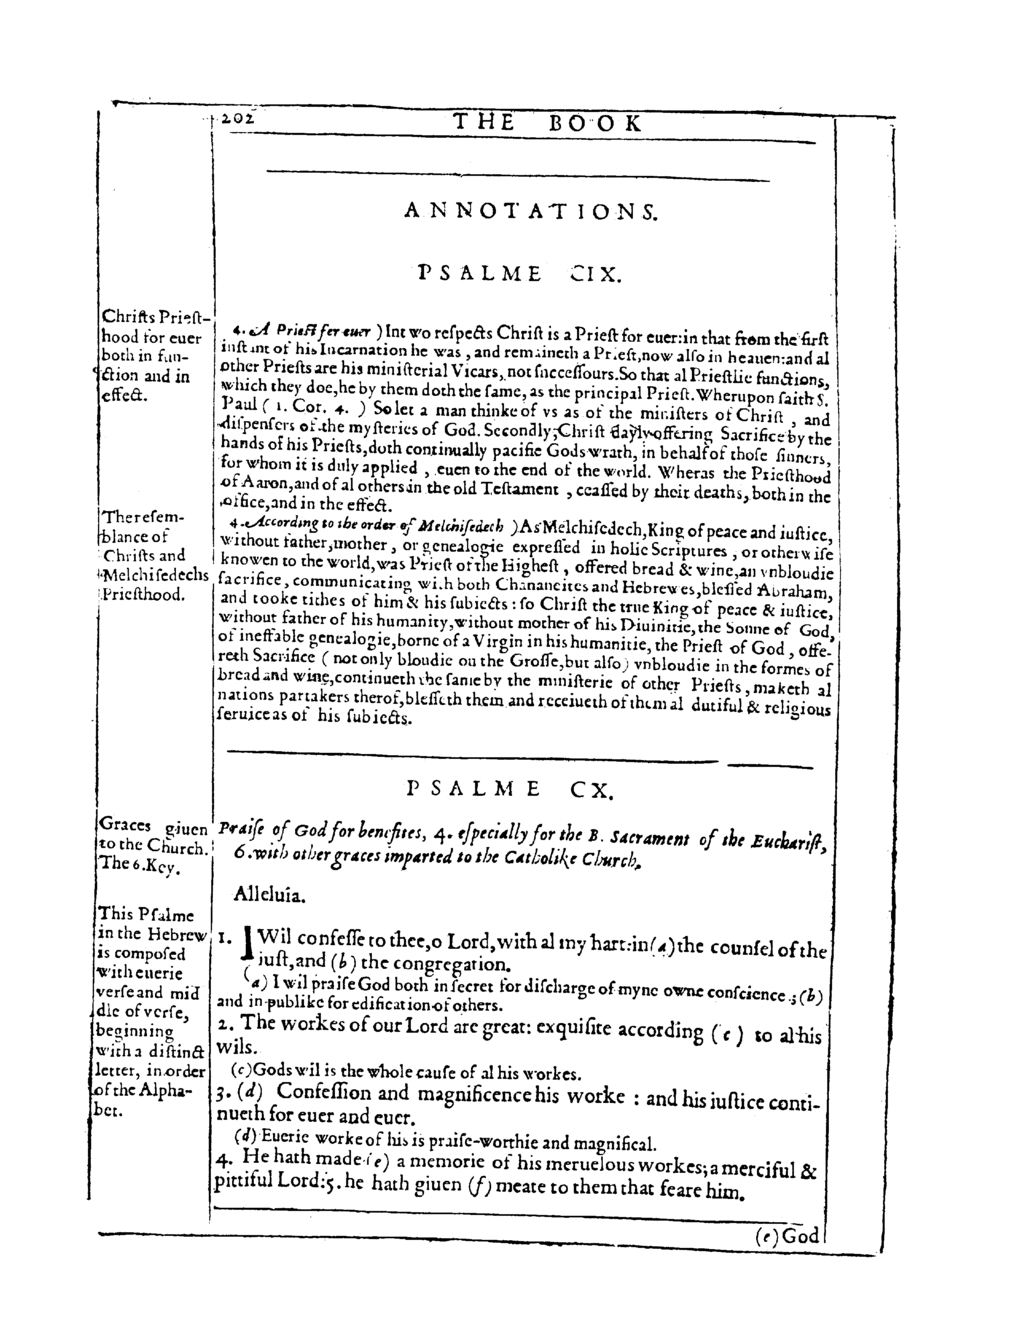 202 THE BOOK
ANNOTATIONS.
PSALME CIX.
Chriſts Prieſt-
hood for euer
both in fun-
ction and in
effect.
4. A Prieſt for euer ) Int wo reſpects Chriſt is a Prieſt for euer:in that from the firſt
inſtant of his Incarnation he was , and remaineth a Prieſt,now alſo in heauen:and al
other Prieſts are his miniſterial Vicars, not ſucceſſours.So that al Prieſtlie functions,
which they doe,he by them doth the ſame, as the principal Prieſt.Wherupon ſaith S.
Paul ( 1. Cor. 4. ) So let a man thinke of vs as of the miniſters of Chriſt , and
diſpenſers of the myſteries of God. Secondly, Chriſt dayly offering Sacrifice by the
hands of his Prieſts,doth continually pacifie Gods wrath, in behalf of thoſe ſinners,
for whom it is duly applied , euen to the end of the world. Wheras the Prieſthood
of Aaron,and of al others in the old Teſtament , ceaſſed by their deaths, both in the
office,and in the effect.
The reſem-
blance of
Chriſts and
Melchiſedechs
Prieſthood.
4. According to the order of Melchiſedech ) As Melchiſedech,King of peace and iuſtice,
without father,mother , or genealogie expreſſed in holie Scriptures , or otherwiſe
knowen to the world,was Prieſt of the Higheſt , offered bread & wine,an vnbloudie
ſacrifice, communicating with both Chananeites and Hebrewes,bleſſed Abraham,
and tooke tithes of him & his ſubiects : ſo Chriſt the true King of peace & iuſtice,
without father of his humanity,without mother of his Diuinitie,the Sonne of God,
of ineffable genealogie,borne of a Virgin in his humanitie, the Prieſt of God , offe-
reth Sacrifice ( not only bloudie on the Croſſe,but alſo) vnbloudie in the formes of
bread and wine,continueth the ſame by the miniſterie of other Prieſts , maketh al
nations partakers therof,bleſſeth them and receiueth of them al dutiful & religious
ſeruice as of his ſubiects.
PSALME CX.
Graces giuen
to the Church.
The 6.Key.
Praiſe of God for benefites, 4. eſpecially for the B. Sacrament of the Euchariſt,
6. with other graces imparted to the Catholike Church.
Alleluia.
This Pſalme
in the Hebrew
is compoſed
with euerie
verſe and mid
dle of verſe,
beginning
with a diſtinct
letter, in order
of the Alpha-
bet.
1. I Wil confeſſe to thee,o Lord,with al my hart:in (a) the counſel of the
iuſt,and (b) the congregation.
(a) I wil praiſe God both in ſecret for diſcharge of myne owne conſcience ; (b)
and in publike for edification of others.
2. The workes of our Lord are great: exquiſite according (c) to al his
wils.
(c) Gods wil is the whole cauſe of al his workes.
3. (d) Confeſſion and magnificence his worke : and his iuſtice conti-
nueth for euer and euer.
(d) Euerie worke of his is praiſe-worthie and magnifical.
4. He hath made (e) a memorie of his meruelous workes, a merciful &
pittiful Lord:5. he hath giuen (f) meate to them that feare him.
(e) God